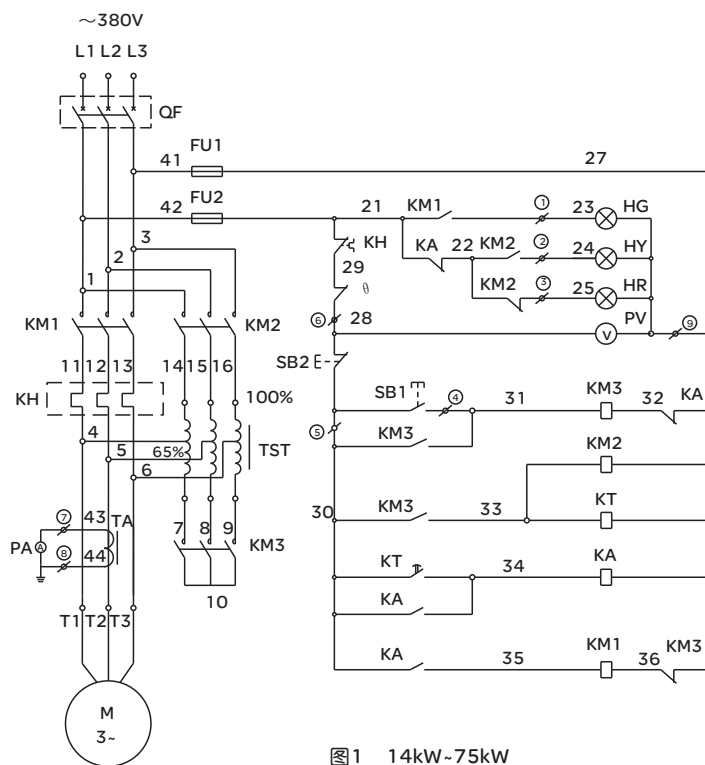 ～380V
L1 L2 L3
QF
41 FU1 27
42 FU2 21 KM1 ① 23 HG
3 KH KA 22 KM2 ② 24 HY
2 29 KM2 ③ 25 HR
1 θ
⑥ 28 PV
V ⑨
KM1 KM2
SB2
11 12 13 14 15 16
KH 100% SB1 ④ 31 KM3 32 KA
4 ⑤ KM3
5 65% TST KM2
6
30 KM3 33 KT
⑦ 43 TA 7 8 9
PA A ⑧ 44 KM3
KT 34 KA
10 KA
T1 T2 T3
KA 35 KM1 36 KM3
M
3~
图1 14kW~75kW